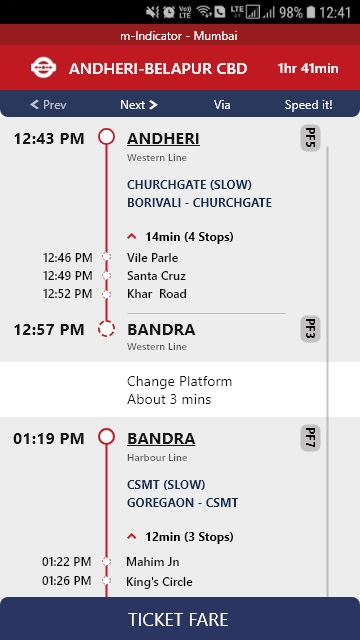 LTE 98% 12:41
m-Indicator - Mumbai
ANDHERI-BELAPUR CBD 1hr 41min
Prev Next Via Speed it!
12:43 PM ANDHERI PF5
Western Line
CHURCHGATE (SLOW)
BORIVALI - CHURCHGATE
14min (4 Stops)
12:46 PM Vile Parle
12:49 PM Santa Cruz
12:52 PM Khar Road
12:57 PM BANDRA PF3
Western Line
Change Platform
About 3 mins
01:19 PM BANDRA PF7
Harbour Line
CSMT (SLOW)
GOREGAON - CSMT
12min (3 Stops)
01:22 PM Mahim Jn
01:26 PM King's Circle
TICKET FARE